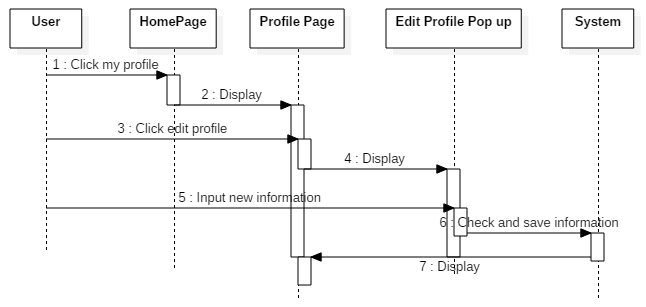 User
HomePage
Profile Page
Edit Profile Pop up
System
1 : Click my profile
2 : Display
3 : Click edit profile
4 : Display
5 : Input new information
6 : Check and save information
7 : Display